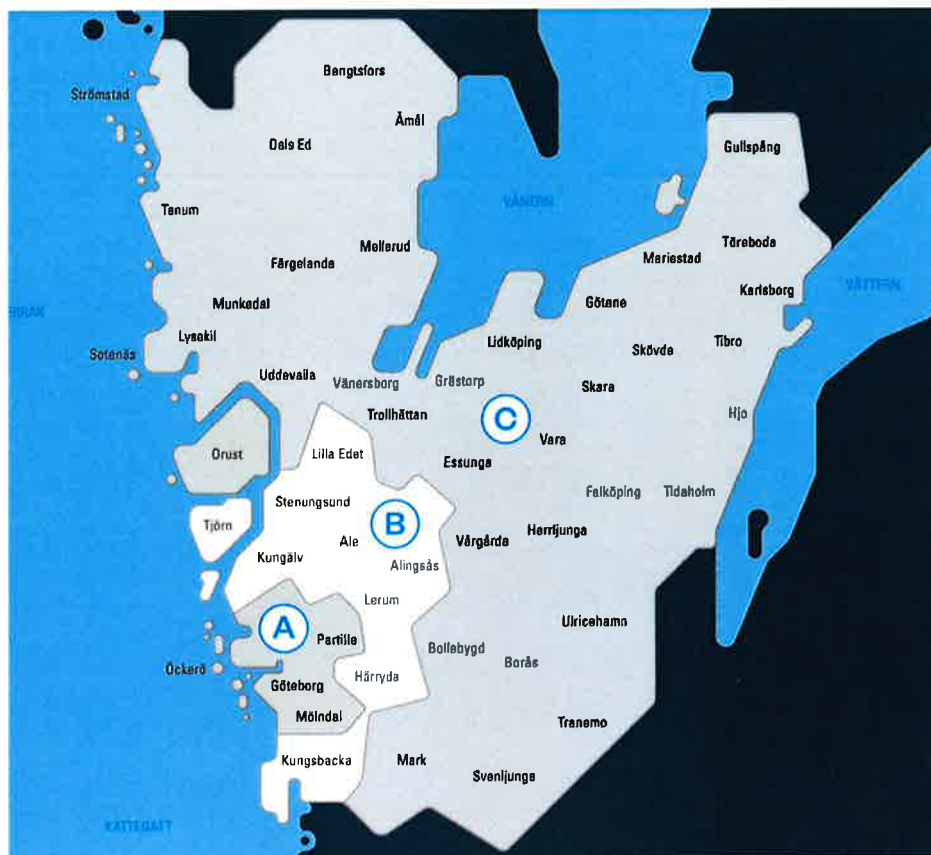 Bengtsfors
Strömstad
Åmål
Dals Ed
Gullspång
VÄNERN
Tanum
Mellerud
Töreboda
Mariestad
Färgelanda
Karlsborg
VÄTTERN
Munkedal
Götene
Lysekil
Lidköping
Tibro
Skövde
Sotenäs
Uddevalla
Vänersborg
Grästorp
Skara
Trollhättan
C
Hjo
Vara
Orust
Lilla Edet
Essunga
Falköping
Tidaholm
Stenungsund
B
Tjörn
Ale
Vårgårda
Herrljunga
Kungälv
Alingsås
Lerum
A
Ulricehamn
Partille
Bollebygd
Borås
Öckerö
Härryda
Göteborg
Mölndal
Tranemo
Kungsbacka
Mark
Svenljunga
KATTEGATT